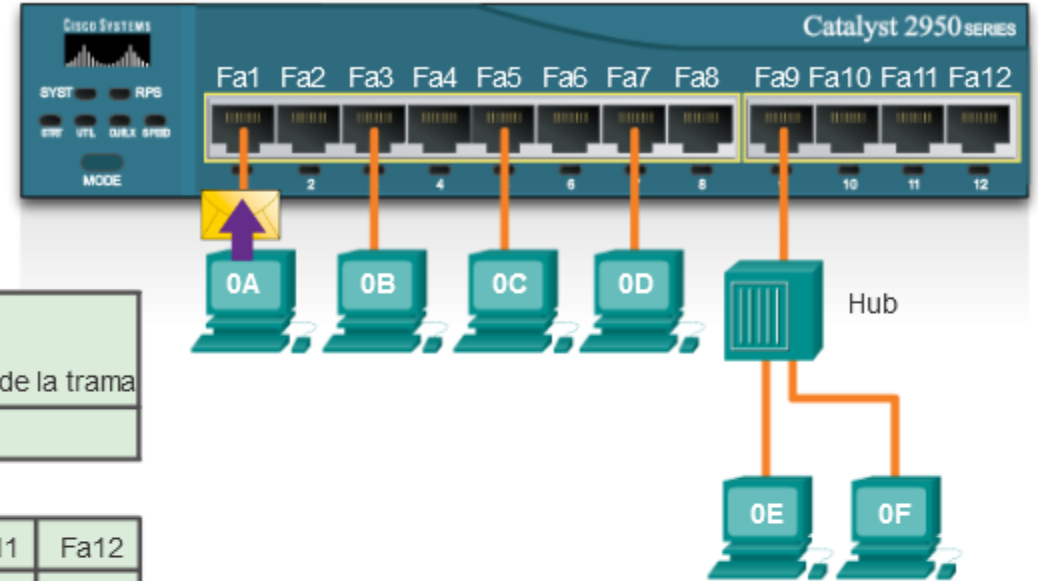 CISCO SYSTEMS
Catalyst 2950 SERIES
Fa1 Fa2 Fa3 Fa4 Fa5 Fa6 Fa7 Fa8 Fa9 Fa10 Fa11 Fa12
SYST RPS
STRT UTIL DUPLX SPEED
MODE
2 4 6 8 10 11 12
0A 0B 0C 0D
Hub
de la trama
0E 0F
Fa12